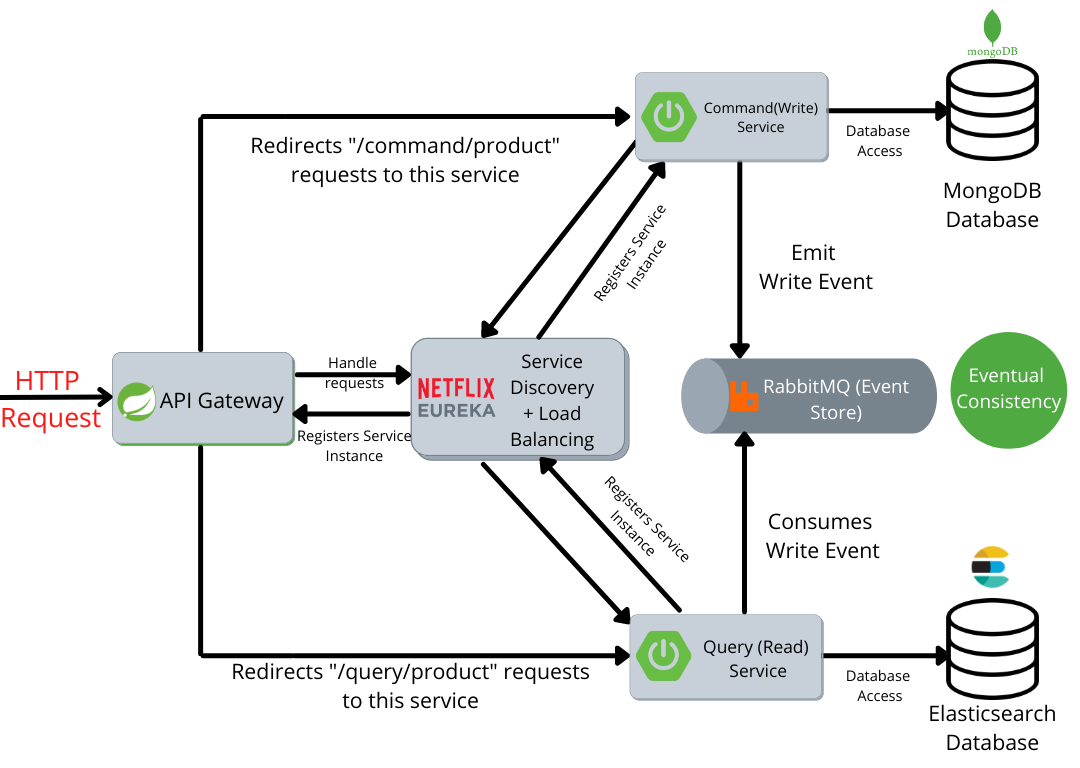 mongoDB
Command(Write)
Service
Database
Access
MongoDB
Database
Redirects "/command/product"
requests to this service
Registers Service
Instance
Emit
Write Event
HTTP
Request
API Gateway
Handle
requests
Registers Service
Instance
NETFLIX
EUREKA
Service
Discovery
+ Load
Balancing
RabbitMQ (Event
Store)
Eventual
Consistency
Registers Service
Instance
Consumes
Write Event
Redirects "/query/product" requests
to this service
Query (Read)
Service
Database
Access
Elasticsearch
Database